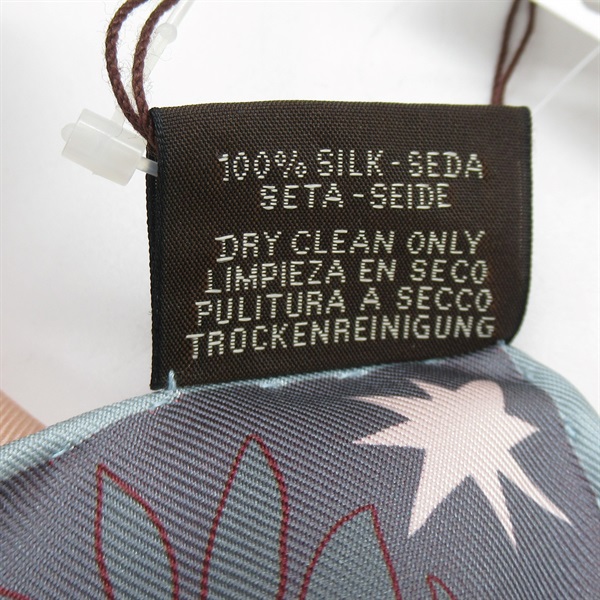 100% SILK-SEDA
SETA-SEIDE
DRY CLEAN ONLY
LIMPIEZA EN SECO
PULITURA A SECCO
TROCKENREINIGUNG